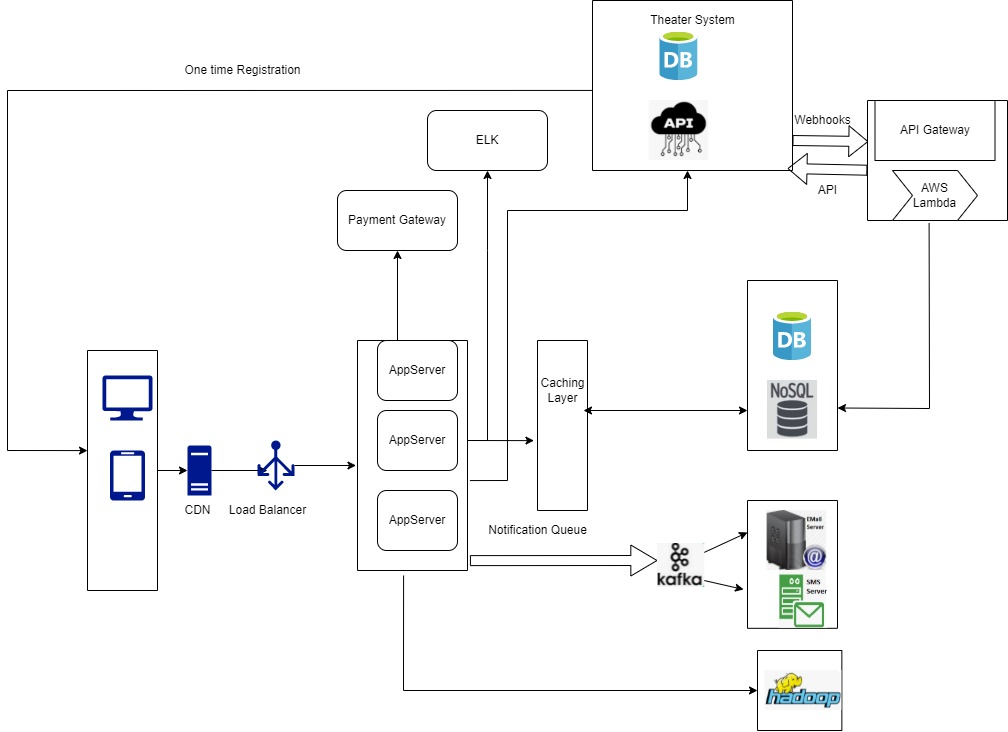 Theater System
DB
API
One time Registration
ELK
Webhooks
API Gateway
API
AWS
Lambda
Payment Gateway
DB
NoSQL
AppServer
Caching
Layer
AppServer
CDN
Load Balancer
AppServer
Notification Queue
kafka
EMail
Server
@
SMS
Server
hadoop